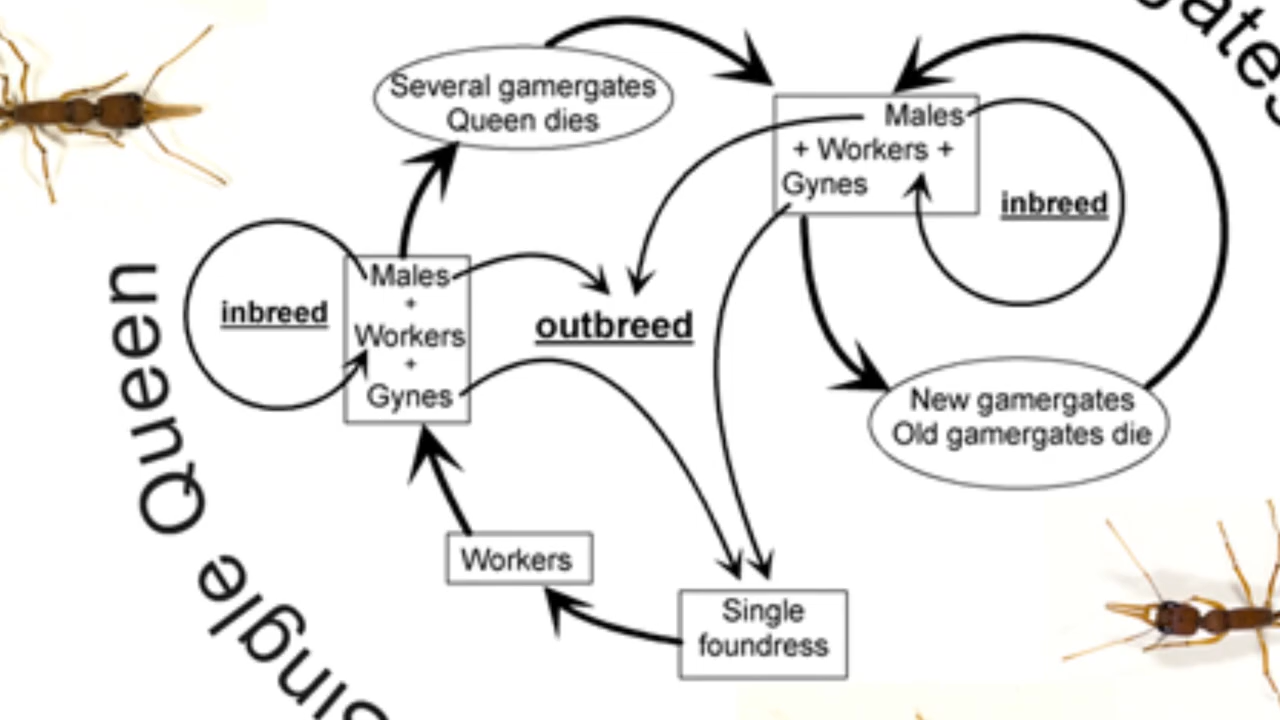 gates
Several gamergates
Queen dies
Males
+ Workers +
Gynes
inbreed
Males
+
Workers
+
Gynes
inbreed
outbreed
New gamergates
Old gamergates die
Workers
Single
foundress
Single Queen